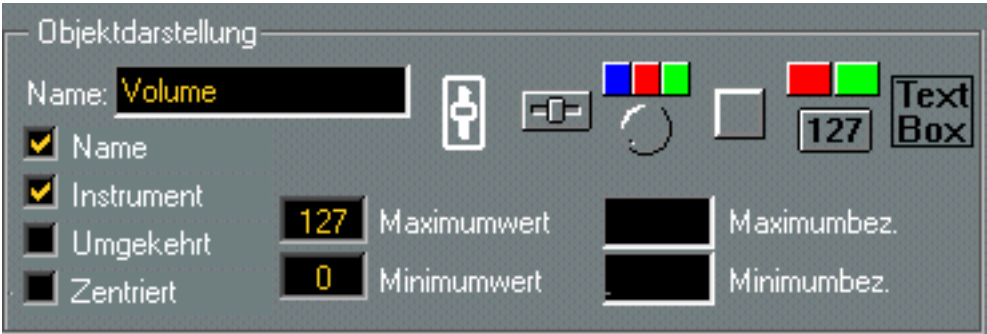 Objektdarstellung
Name: Volume
Text
Box
127
Name
Instrument
Umgekehrt
Zentriert
127 Maximumwert Maximumbez.
0 Minimumwert Minimumbez.